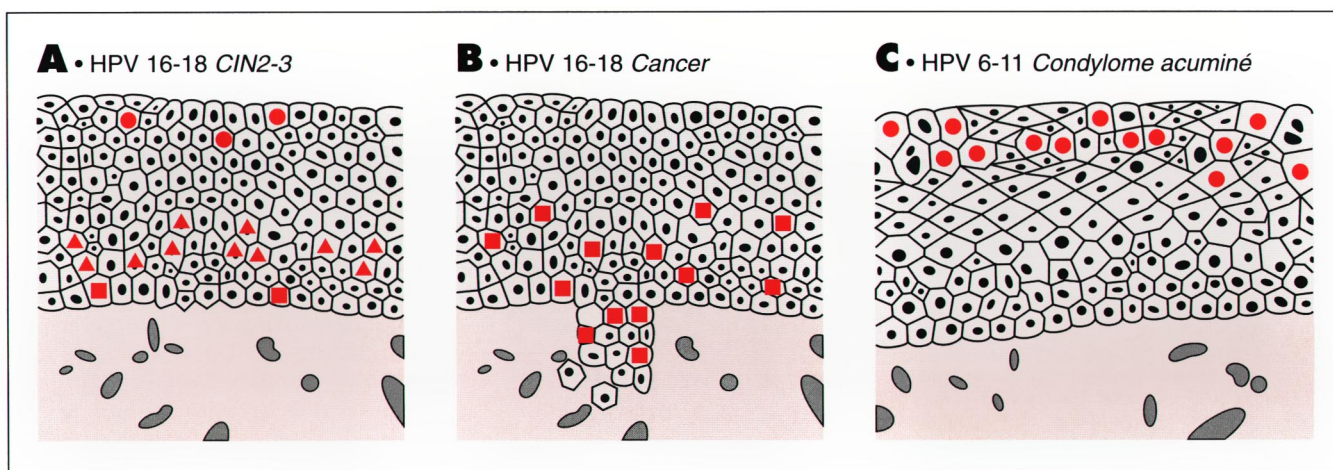 A • HPV 16-18 CIN2-3
B • HPV 16-18 Cancer
C • HPV 6-11 Condylome acuminé